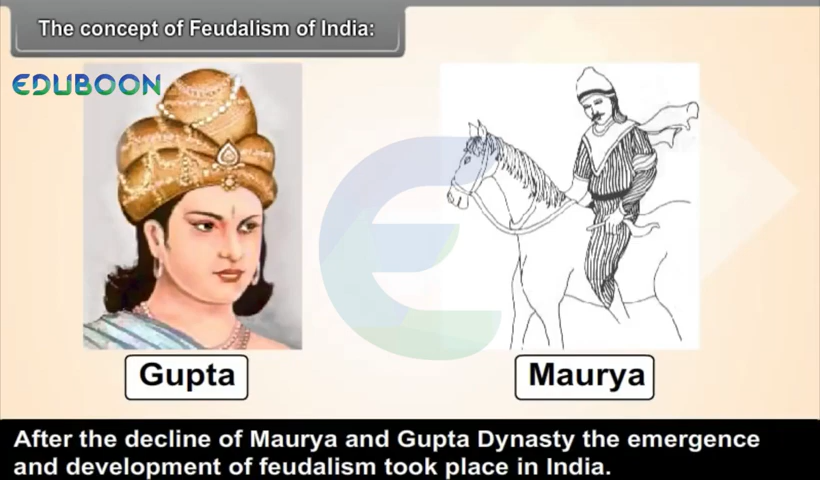 The concept of Feudalism of India:
EDUBOON
Gupta
Maurya
After the decline of Maurya and Gupta Dynasty the emergence
and development of feudalism took place in India.